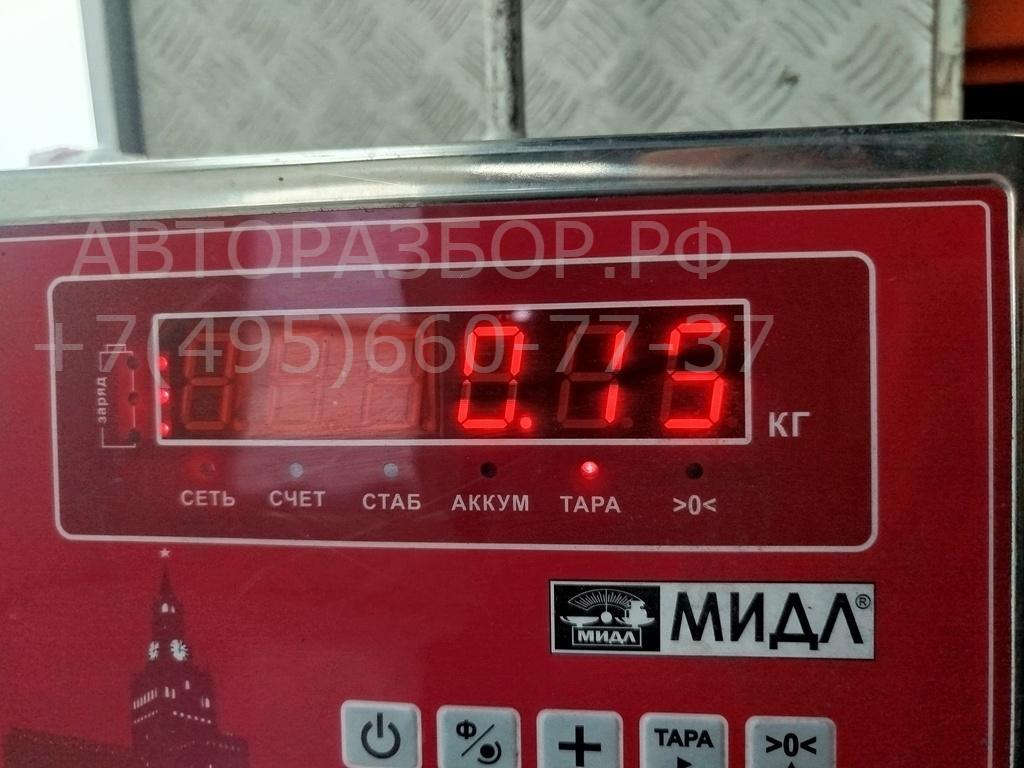 АВТОРАЗБОР.РФ
+7(495)660-77-37
заряд
0.15
КГ
СЕТЬ СЧЕТ СТАБ АККУМ ТАРА >0<
МИДЛ МИДЛ®
Ф ТАРА >0<